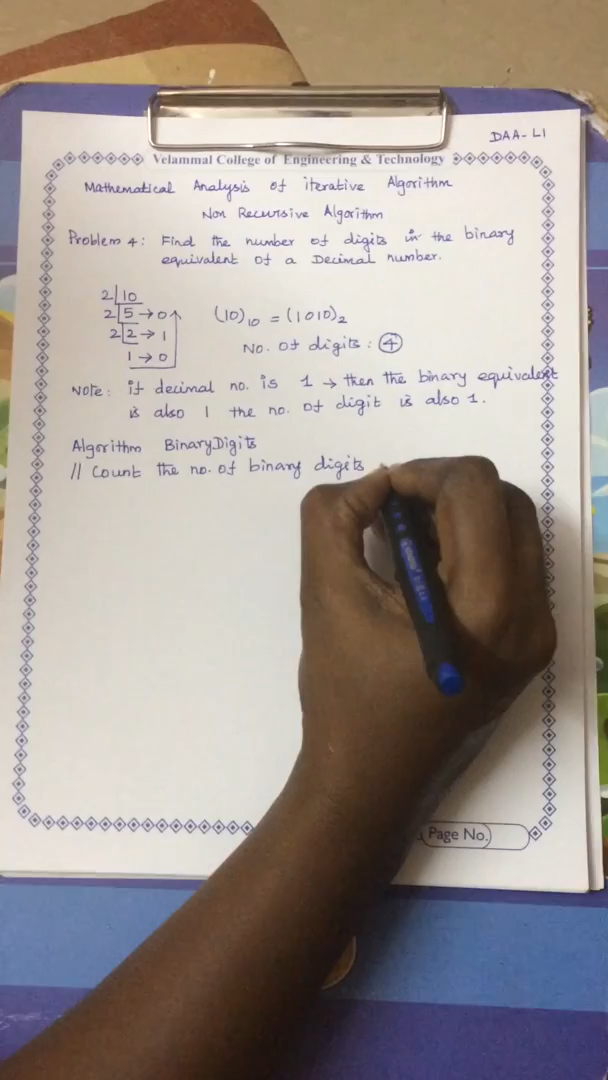 DAA-L1
Velammal College of Engineering & Technology
Mathematical Analysis of iterative Algorithm
Non Recursive Algorithm
Problem 4: Find the number of digits in the binary
equivalent of a Decimal number.
2 10
2 5 → 0
2 2 → 1
1 → 0
(10)₁₀ = (1010)₂
No. of digits: 4
Note: if decimal no. is 1 → then the binary equivalent
is also 1 the no. of digit is also 1.
Algorithm BinaryDigits
// Count the no. of binary digits
Page No.